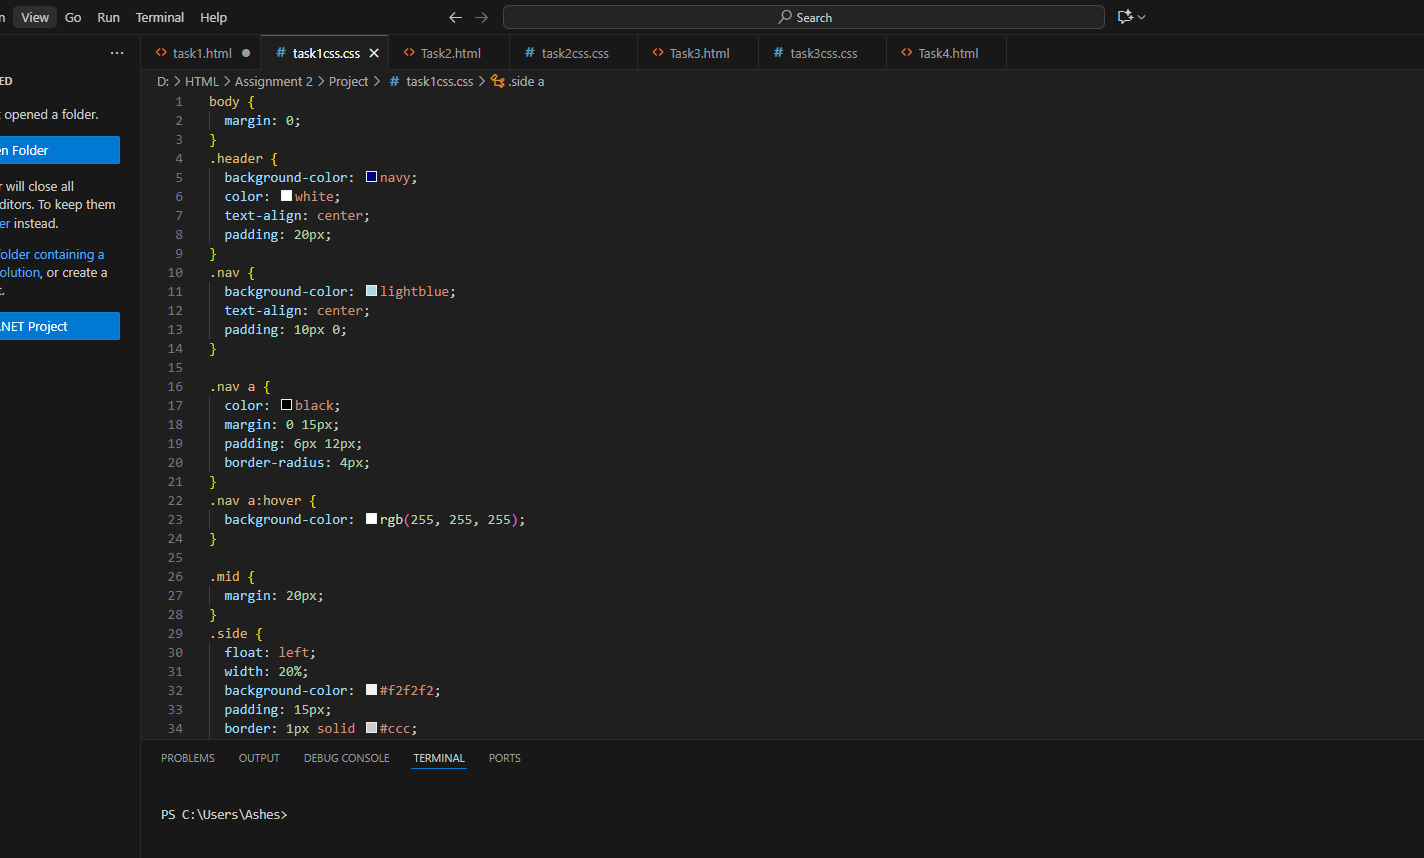 n View Go Run Terminal Help Search
task1.html task1css.css Task2.html task2css.css Task3.html task3css.css Task4.html
D: > HTML > Assignment 2 > Project > # task1css.css > .side a
ED
t opened a folder.
en Folder
r will close all
ditors. To keep them
er instead.
folder containing a
olution, or create a
t.
.NET Project
1 body {
2 margin: 0;
3 }
4 .header {
5 background-color: navy;
6 color: white;
7 text-align: center;
8 padding: 20px;
9 }
10 .nav {
11 background-color: lightblue;
12 text-align: center;
13 padding: 10px 0;
14 }
15
16 .nav a {
17 color: black;
18 margin: 0 15px;
19 padding: 6px 12px;
20 border-radius: 4px;
21 }
22 .nav a:hover {
23 background-color: rgb(255, 255, 255);
24 }
25
26 .mid {
27 margin: 20px;
28 }
29 .side {
30 float: left;
31 width: 20%;
32 background-color: #f2f2f2;
33 padding: 15px;
34 border: 1px solid #ccc;
PROBLEMS OUTPUT DEBUG CONSOLE TERMINAL PORTS
PS C:\Users\Ashes>